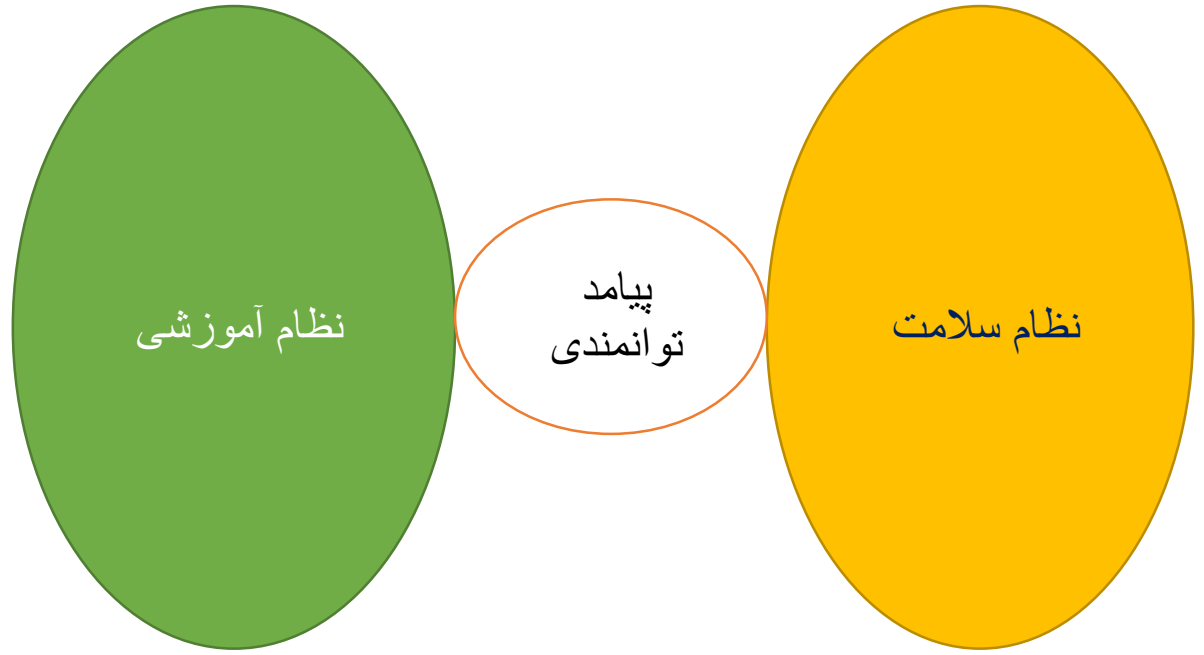 نظام سلامت
پیامد
توانمندی
نظام آموزشی